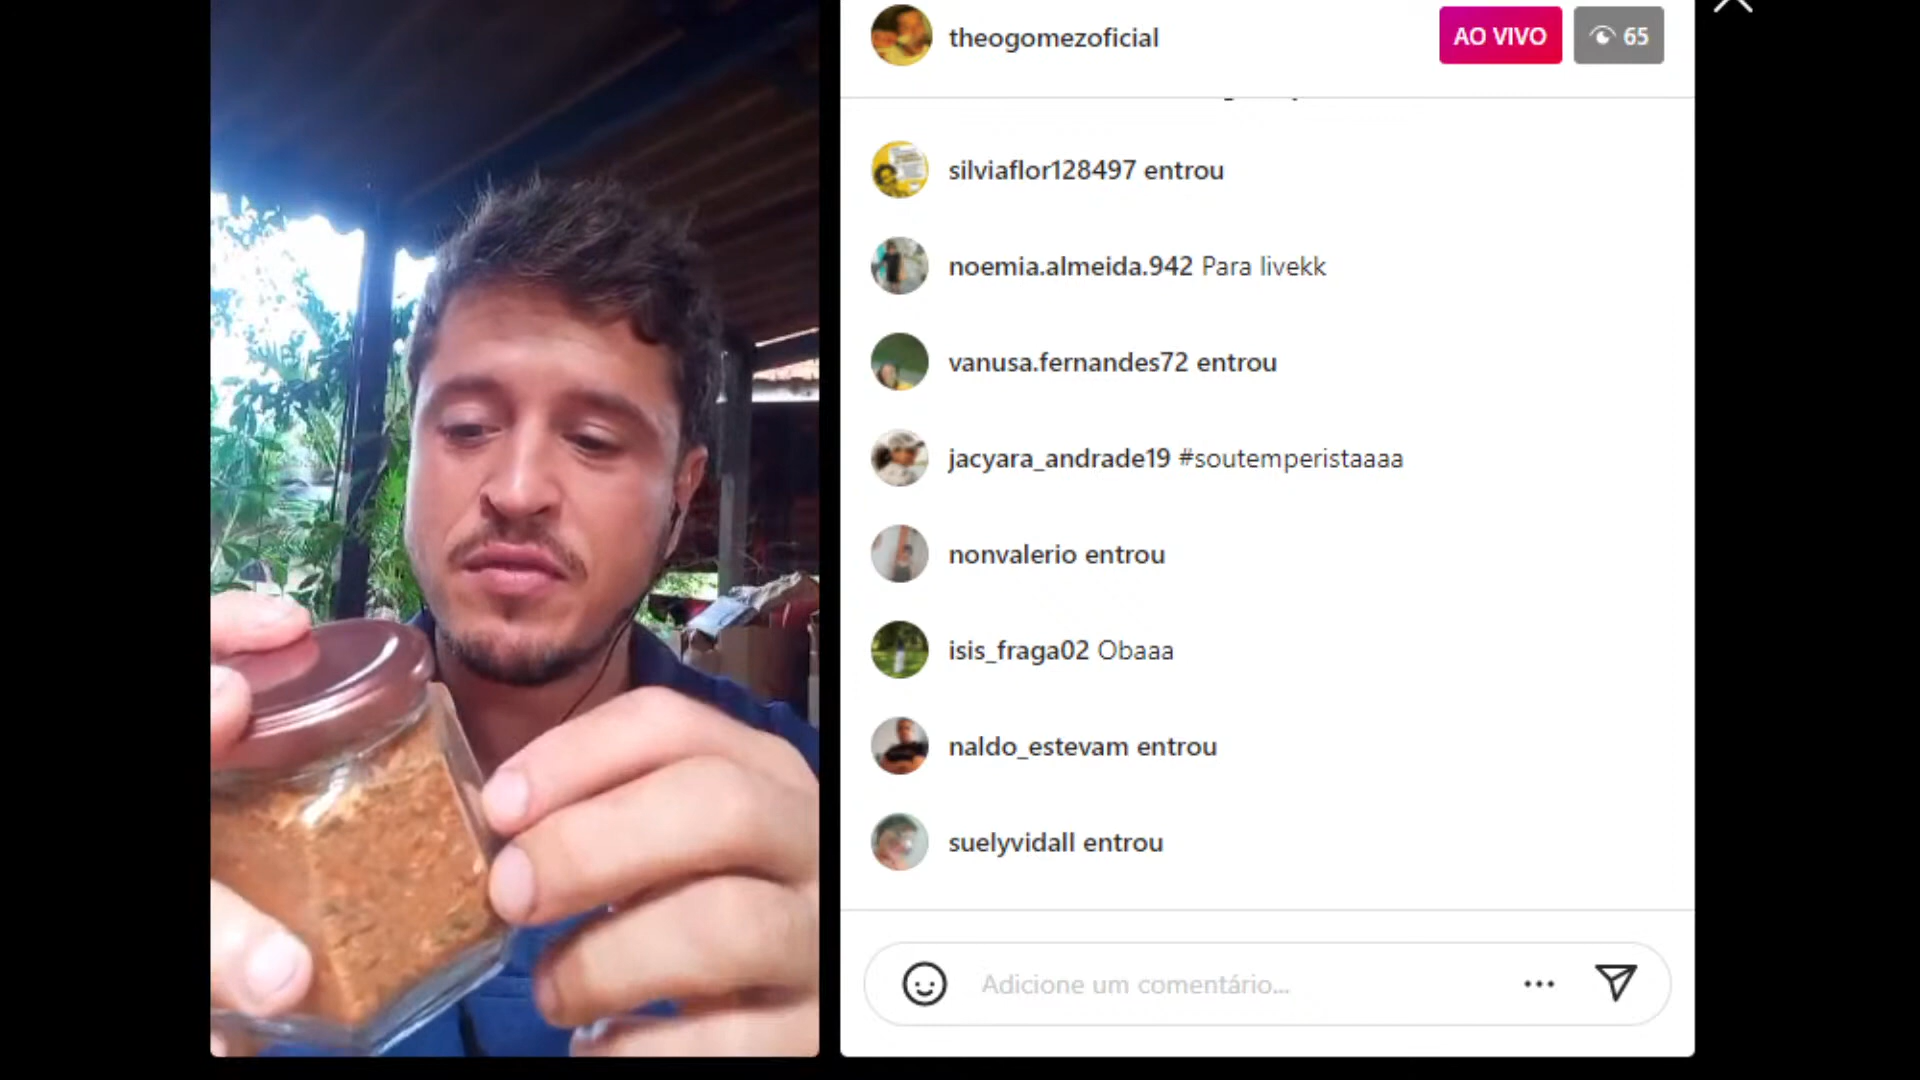 theogomezoficial
AO VIVO
65
silviaflor128497 entrou
noemia.almeida.942 Para livekk
vanusa.fernandes72 entrou
jacyara_andrade19 #soutemperistaaaa
nonvalerio entrou
isis_fraga02 Obaaa
naldo_estevam entrou
suelyvidall entrou
Adicione um comentário...